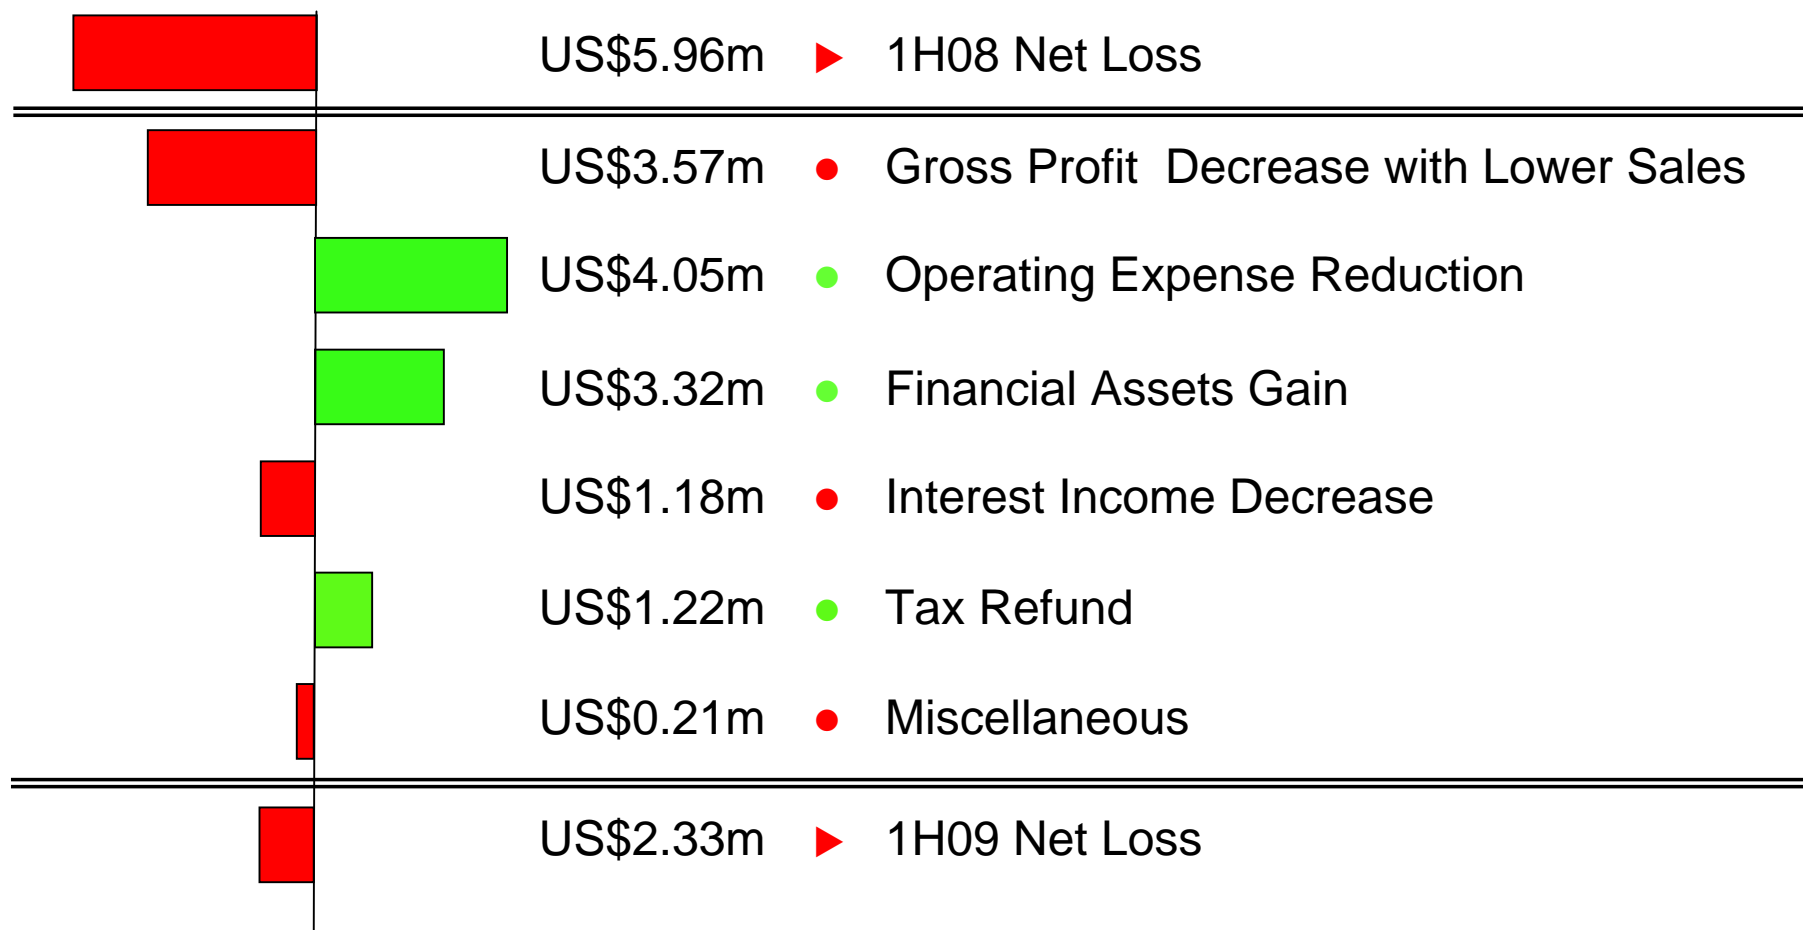 US$5.96m ▶ 1H08 Net Loss
US$3.57m ● Gross Profit  Decrease with Lower Sales
US$4.05m ● Operating Expense Reduction
US$3.32m ● Financial Assets Gain
US$1.18m ● Interest Income Decrease
US$1.22m ● Tax Refund
US$0.21m ● Miscellaneous
US$2.33m ▶ 1H09 Net Loss